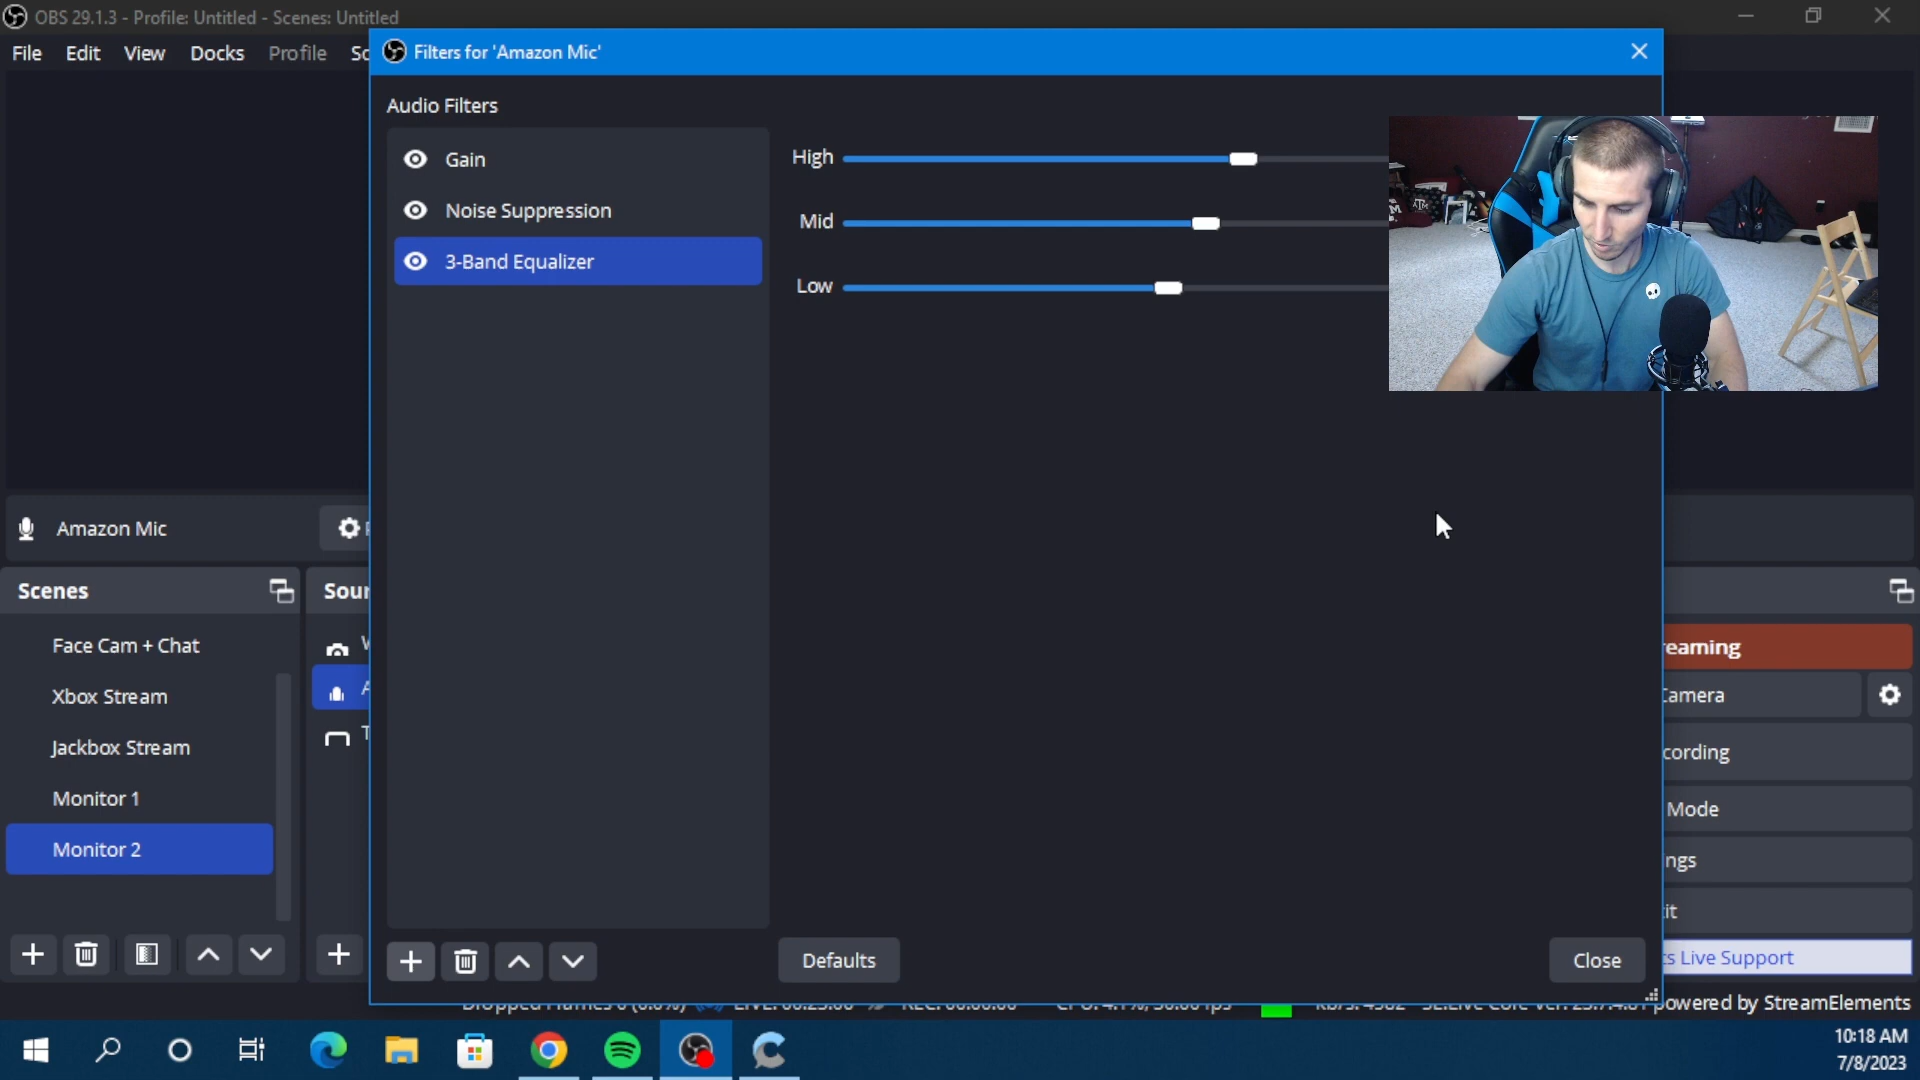 OBS 29.1.3 - Profile: Untitled - Scenes: Untitled
File Edit View Docks Profile Sc
Filters for 'Amazon Mic'
Audio Filters
Gain
Noise Suppression
3-Band Equalizer
High
Mid
Low
Amazon Mic
Scenes
Sour
Face Cam + Chat
Xbox Stream
Jackbox Stream
Monitor 1
Monitor 2
eaming
Camera
cording
Mode
ngs
it
s Live Support
Defaults
Close
powered by StreamElements
10:18 AM
7/8/2023